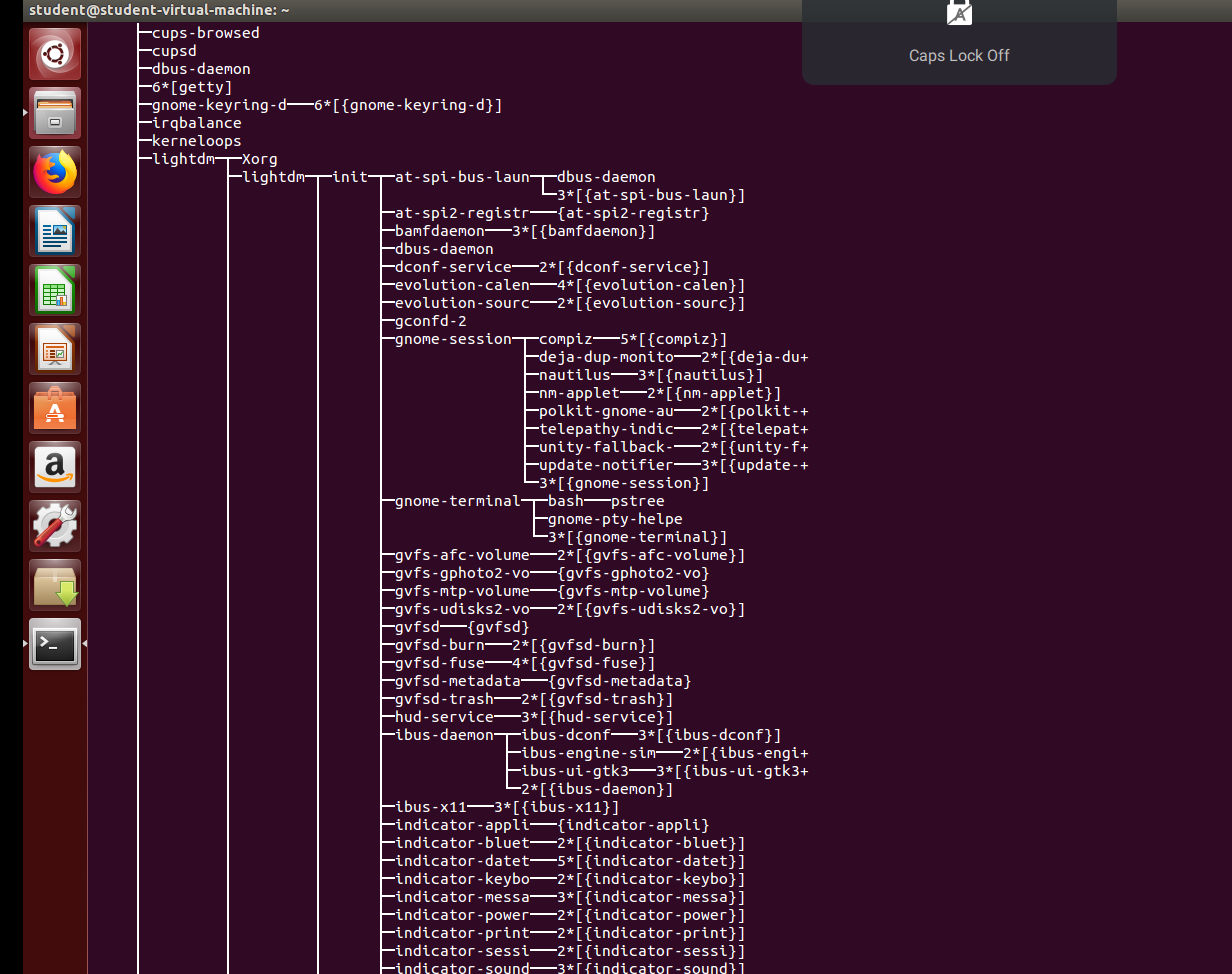 student@student-virtual-machine: ~
Caps Lock Off
├─cups-browsed
├─cupsd
├─dbus-daemon
├─6*[getty]
├─gnome-keyring-d───6*[{gnome-keyring-d}]
├─irqbalance
├─kerneloops
├─lightdm─┬─Xorg
├─lightdm─┬─init─┬─at-spi-bus-laun─┬─dbus-daemon
└─3*[{at-spi-bus-laun}]
├─at-spi2-registr───{at-spi2-registr}
├─bamfdaemon───3*[{bamfdaemon}]
├─dbus-daemon
├─dconf-service───2*[{dconf-service}]
├─evolution-calen───4*[{evolution-calen}]
├─evolution-sourc───2*[{evolution-sourc}]
├─gconfd-2
├─gnome-session─┬─compiz───5*[{compiz}]
├─deja-dup-monito───2*[{deja-du+
├─nautilus───3*[{nautilus}]
├─nm-applet───2*[{nm-applet}]
├─polkit-gnome-au───2*[{polkit-+
├─telepathy-indic───2*[{telepat+
├─unity-fallback-───2*[{unity-f+
├─update-notifier───3*[{update-+
└─3*[{gnome-session}]
├─gnome-terminal─┬─bash───pstree
├─gnome-pty-helpe
└─3*[{gnome-terminal}]
├─gvfs-afc-volume───2*[{gvfs-afc-volume}]
├─gvfs-gphoto2-vo───{gvfs-gphoto2-vo}
├─gvfs-mtp-volume───{gvfs-mtp-volume}
├─gvfs-udisks2-vo───2*[{gvfs-udisks2-vo}]
├─gvfsd───{gvfsd}
├─gvfsd-burn───2*[{gvfsd-burn}]
├─gvfsd-fuse───4*[{gvfsd-fuse}]
├─gvfsd-metadata───{gvfsd-metadata}
├─gvfsd-trash───2*[{gvfsd-trash}]
├─hud-service───3*[{hud-service}]
├─ibus-daemon─┬─ibus-dconf───3*[{ibus-dconf}]
├─ibus-engine-sim───2*[{ibus-engi+
├─ibus-ui-gtk3───3*[{ibus-ui-gtk3+
└─2*[{ibus-daemon}]
├─ibus-x11───3*[{ibus-x11}]
├─indicator-appli───{indicator-appli}
├─indicator-bluet───2*[{indicator-bluet}]
├─indicator-datet───5*[{indicator-datet}]
├─indicator-keybo───2*[{indicator-keybo}]
├─indicator-messa───3*[{indicator-messa}]
├─indicator-power───2*[{indicator-power}]
├─indicator-print───2*[{indicator-print}]
├─indicator-sessi───2*[{indicator-sessi}]
├─indicator-sound───3*[{indicator-sound}]